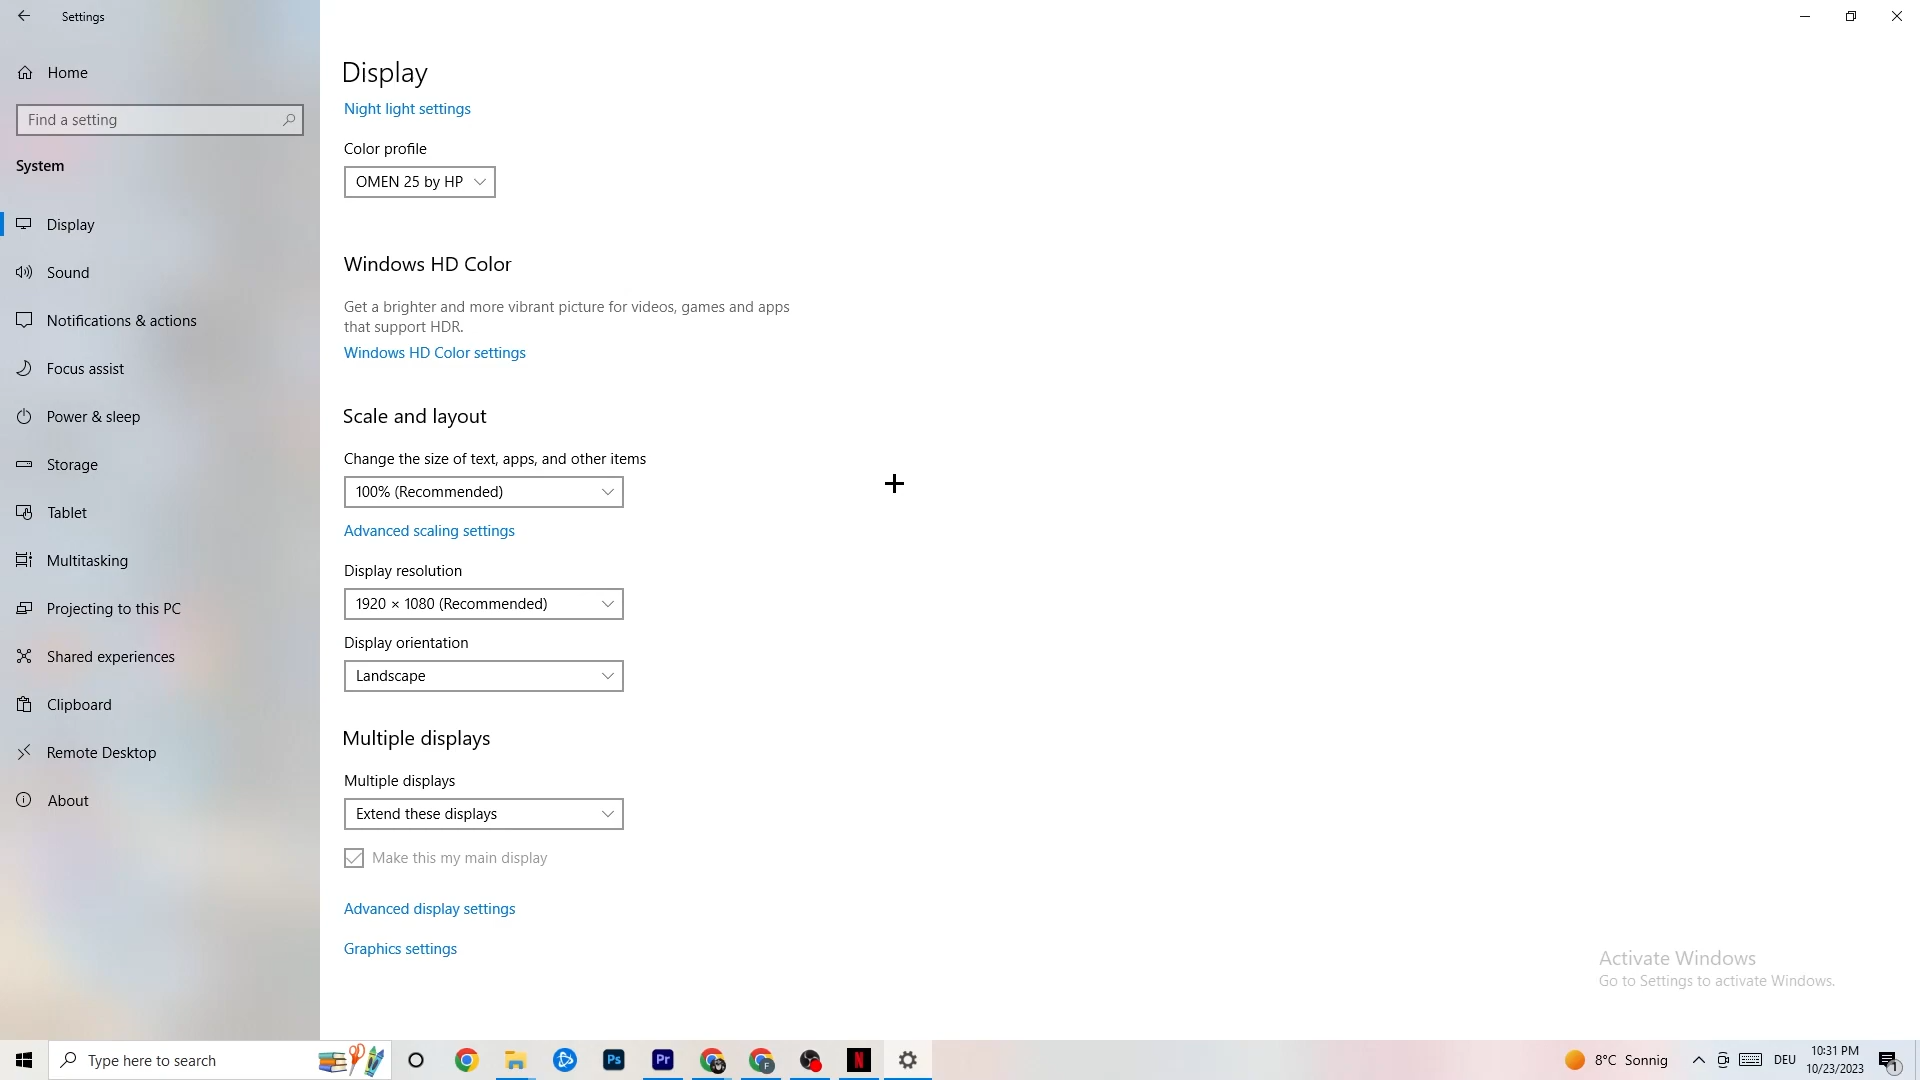 Settings
Home
Find a setting
System
Display
Sound
Notifications & actions
Focus assist
Power & sleep
Storage
Tablet
Multitasking
Projecting to this PC
Shared experiences
Clipboard
Remote Desktop
About
Display
Night light settings
Color profile
OMEN 25 by HP
Windows HD Color
Get a brighter and more vibrant picture for videos, games and apps
that support HDR.
Windows HD Color settings
Scale and layout
Change the size of text, apps, and other items
100% (Recommended)
Advanced scaling settings
Display resolution
1920 × 1080 (Recommended)
Display orientation
Landscape
Multiple displays
Multiple displays
Extend these displays
Make this my main display
Advanced display settings
Graphics settings
Activate Windows
Go to Settings to activate Windows.
Type here to search
Ps
Pr
F
N
8°C Sonnig
DEU
10:31 PM
10/23/2023
1